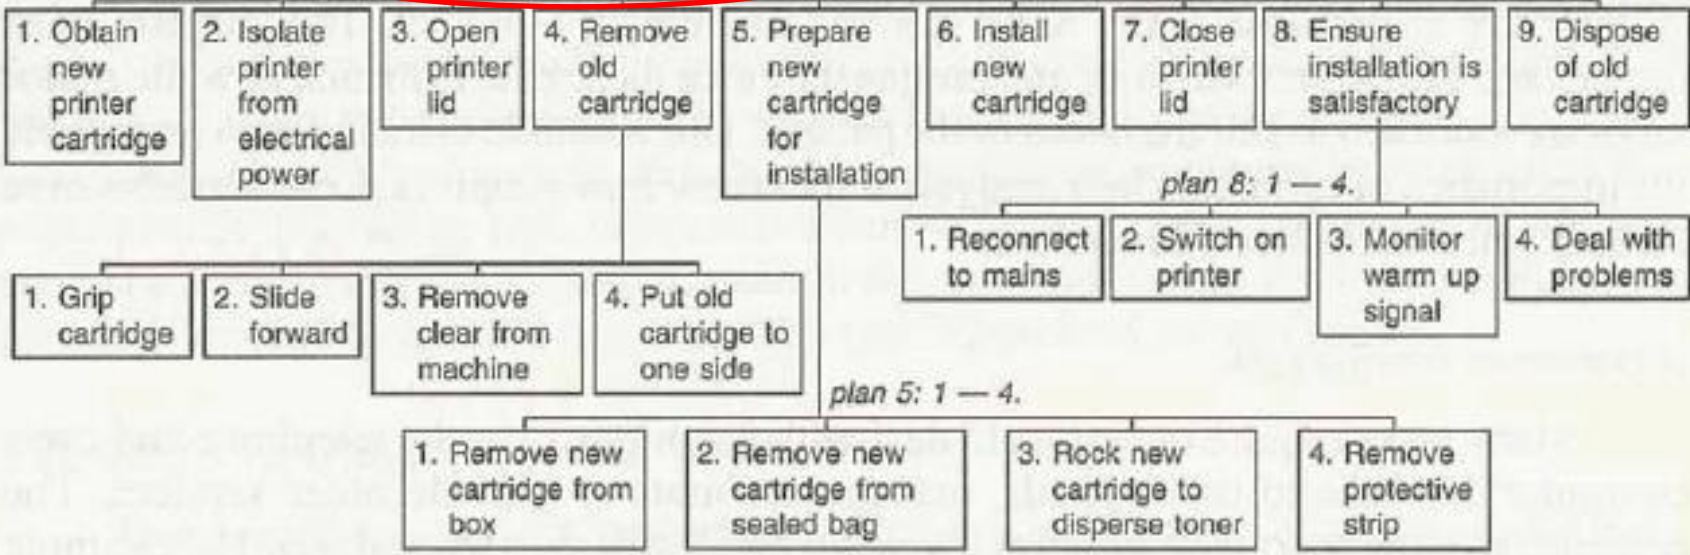 1. Obtain
new
printer
cartridge
2. Isolate
printer
from
electrical
power
3. Open
printer
lid
4. Remove
old
cartridge
5. Prepare
new
cartridge
for
installation
6. Install
new
cartridge
7. Close
printer
lid
8. Ensure
installation is
satisfactory
9. Dispose
of old
cartridge
plan 8: 1 — 4.
1. Reconnect
to mains
2. Switch on
printer
3. Monitor
warm up
signal
4. Deal with
problems
1. Grip
cartridge
2. Slide
forward
3. Remove
clear from
machine
4. Put old
cartridge to
one side
plan 5: 1 — 4.
1. Remove new
cartridge from
box
2. Remove new
cartridge from
sealed bag
3. Rock new
cartridge to
disperse toner
4. Remove
protective
strip